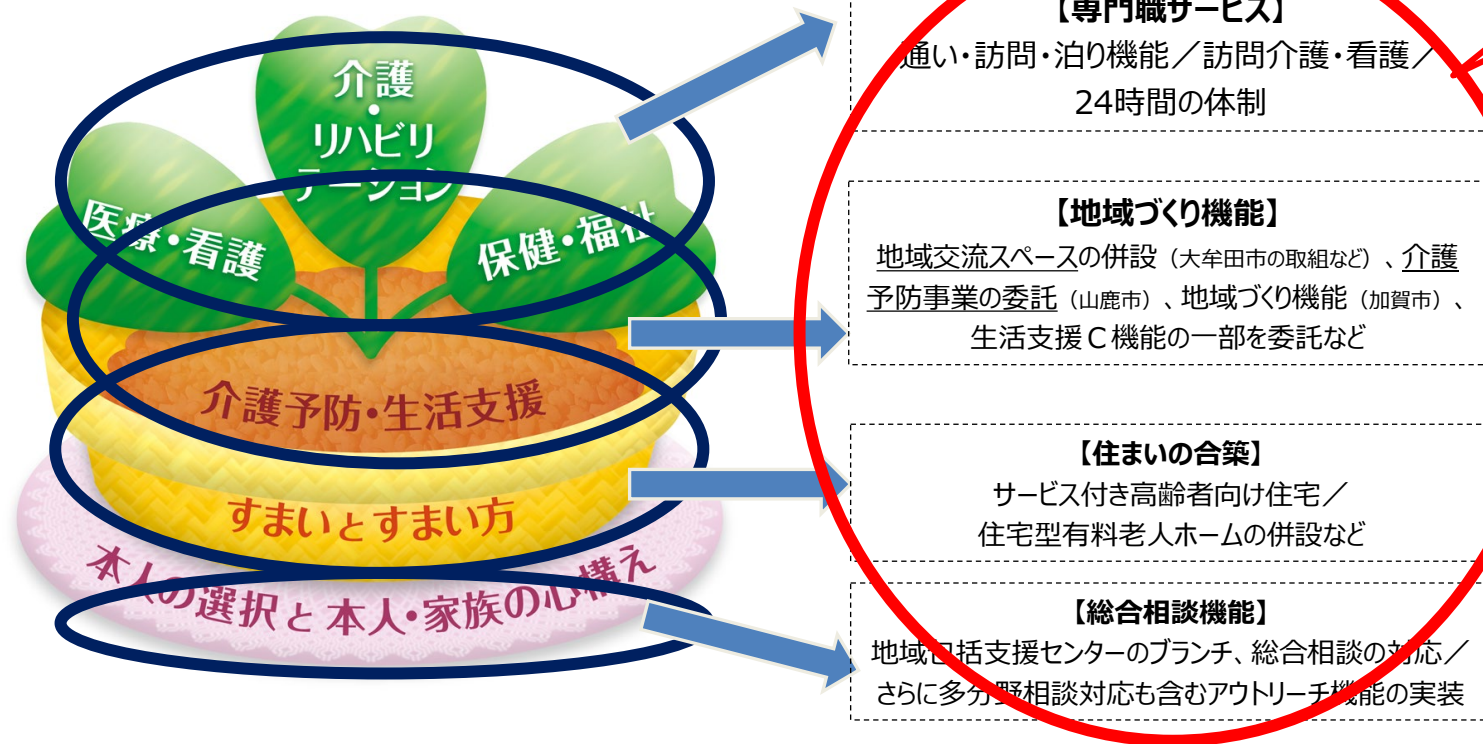 介護
・
リハビリ
テーション
医療・看護
保健・福祉
介護予防・生活支援
すまいとすまい方
本人の選択と本人・家族の心構え
【専門職サービス】
通い・訪問・泊り機能／訪問介護・看護／
24時間の体制
【地域づくり機能】
地域交流スペースの併設（大牟田市の取組など）、介護
予防事業の委託（山鹿市）、地域づくり機能（加賀市）、
生活支援Ｃ機能の一部を委託など
【住まいの合築】
サービス付き高齢者向け住宅／
住宅型有料老人ホームの併設など
【総合相談機能】
地域包括支援センターのブランチ、総合相談の対応／
さらに多分野相談対応も含むアウトリーチ機能の実装